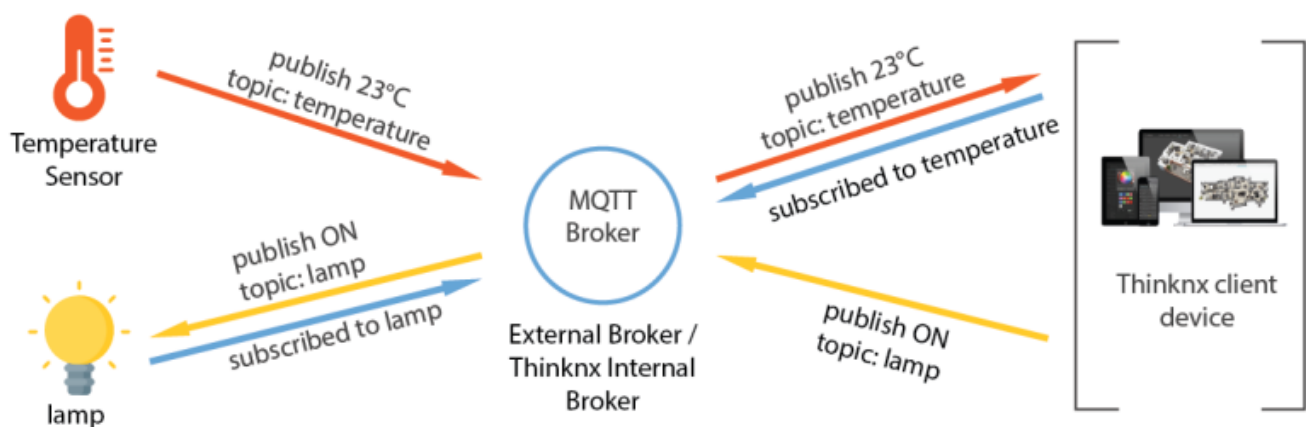 publish 23°C
topic: temperature
Temperature
Sensor
publish ON
topic: lamp
subscribed to lamp
lamp
MQTT
Broker
External Broker /
Thinknx Internal
Broker
publish 23°C
topic: temperature
subscribed to temperature
publish ON
topic: lamp
Thinknx client
device